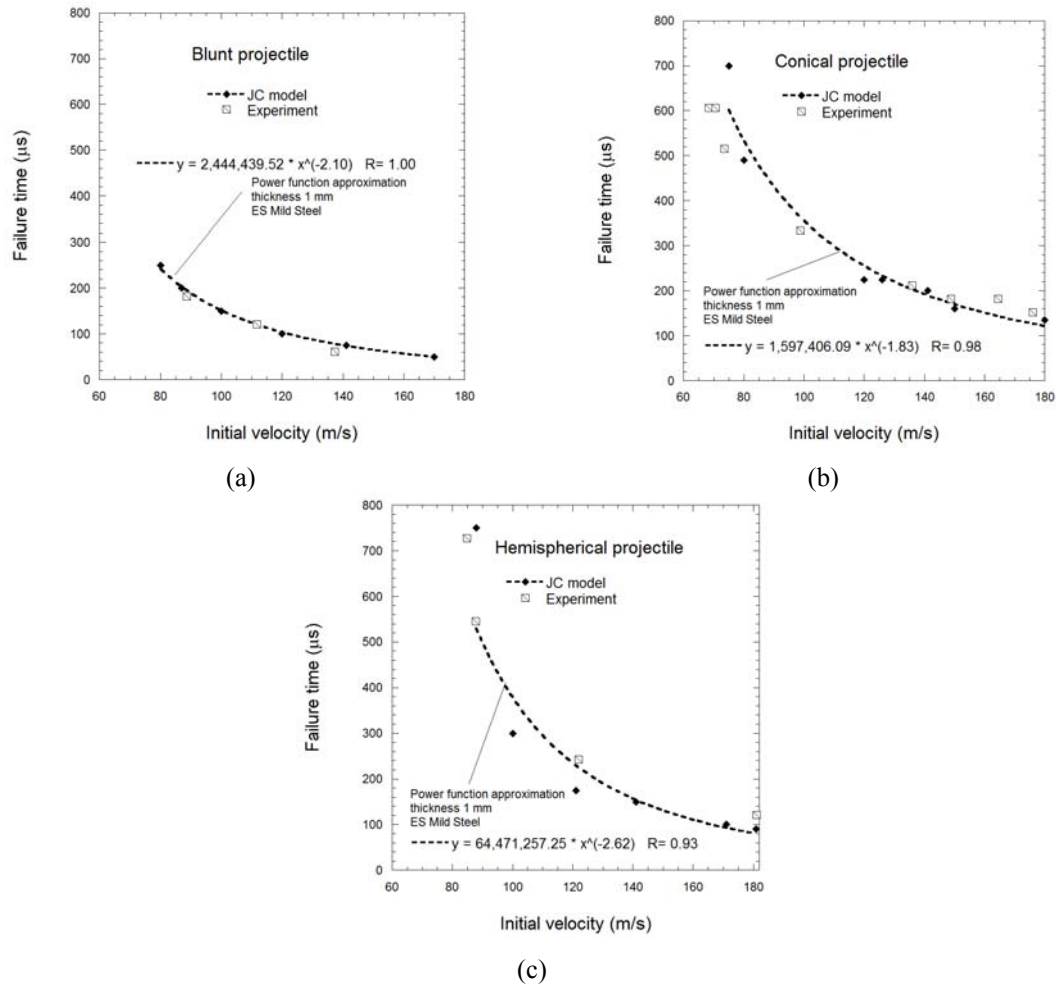 800
700
600
500
400
300
200
100
0
Failure time (µs)
Blunt projectile
JC model
Experiment
y = 2,444,439.52 * x^(-2.10) R= 1.00
Power function approximation
thickness 1 mm
ES Mild Steel
60 80 100 120 140 160 180
Initial velocity (m/s)
(a)
800
700
600
500
400
300
200
100
0
Failure time (µs)
Conical projectile
JC model
Experiment
Power function approximation
thickness 1 mm
ES Mild Steel
y = 1,597,406.09 * x^(-1.83) R= 0.98
60 80 100 120 140 160 180
Initial velocity (m/s)
(b)
800
700
600
500
400
300
200
100
0
Failure time (µs)
Hemispherical projectile
JC model
Experiment
Power function approximation
thickness 1 mm
ES Mild Steel
y = 64,471,257.25 * x^(-2.62) R= 0.93
60 80 100 120 140 160 180
Initial velocity (m/s)
(c)